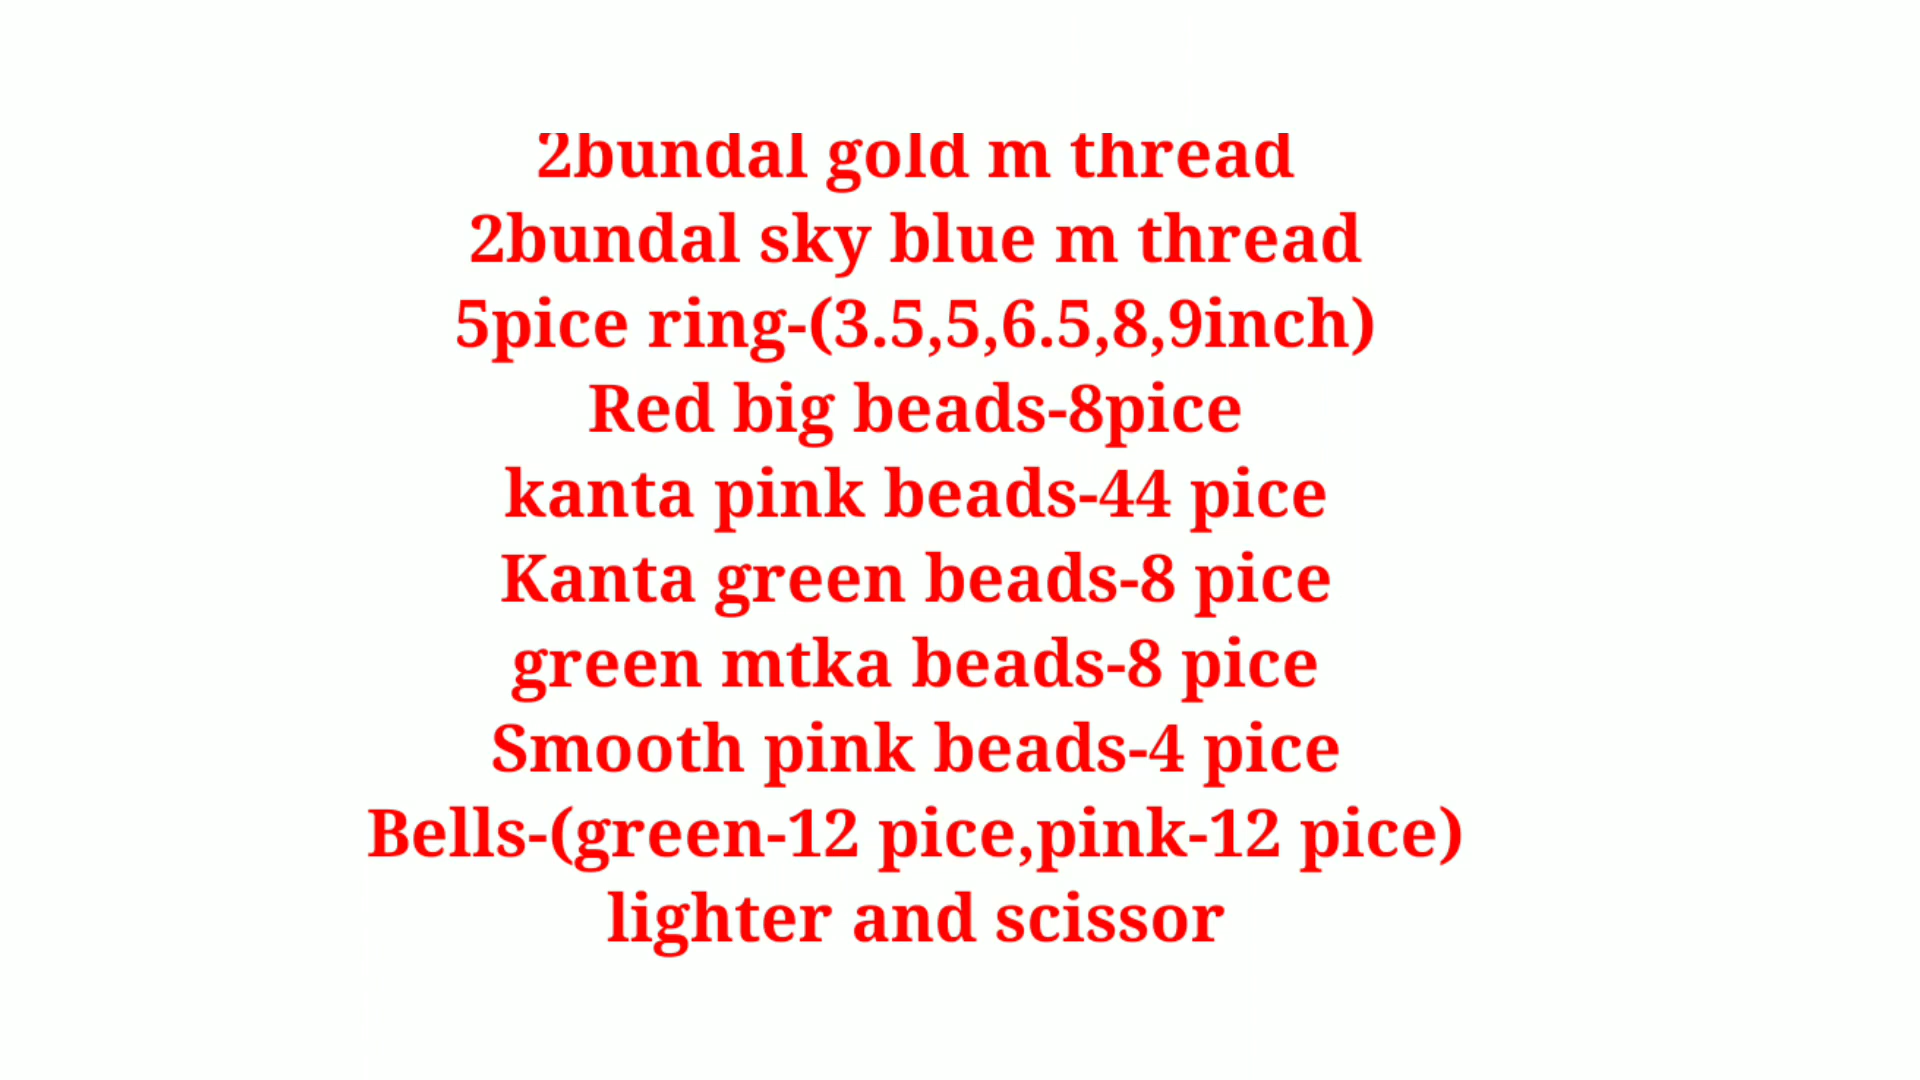 2bundal gold m thread
2bundal sky blue m thread
5pice ring-(3.5,5,6.5,8,9inch)
Red big beads-8pice
kanta pink beads-44 pice
Kanta green beads-8 pice
green mtka beads-8 pice
Smooth pink beads-4 pice
Bells-(green-12 pice,pink-12 pice)
lighter and scissor